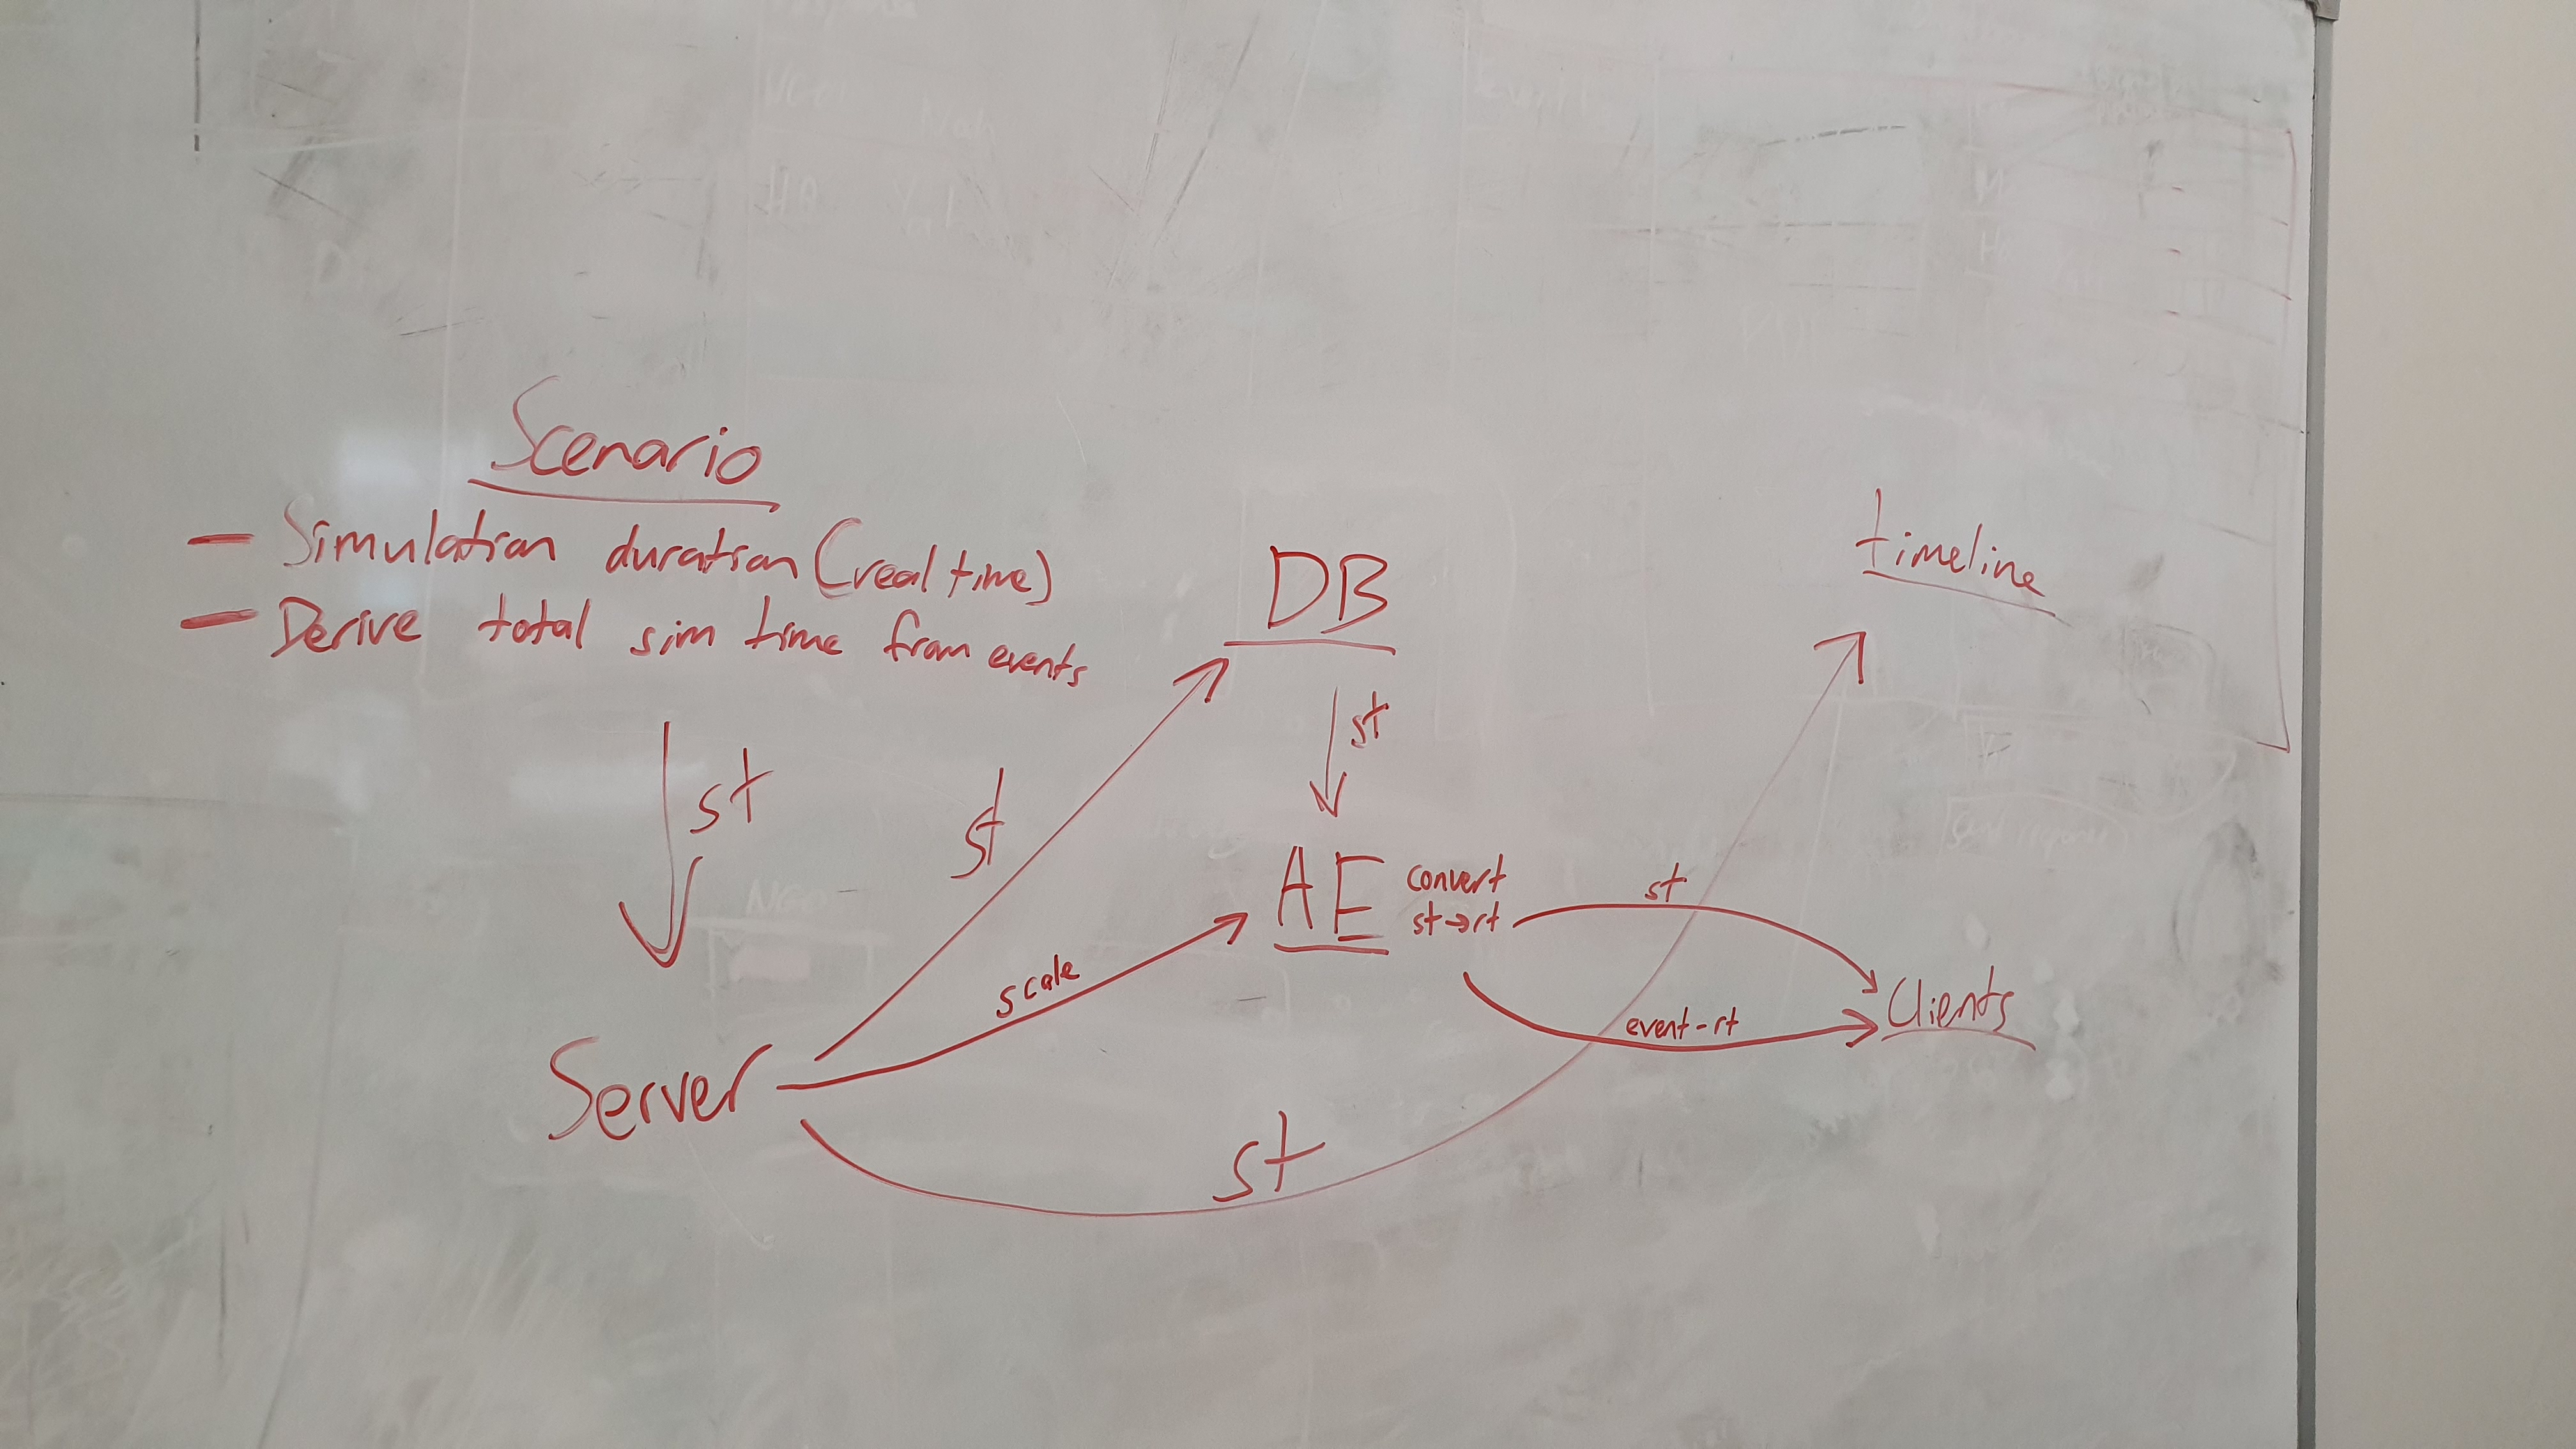 Scenario
- Simulation duration (real time)
- Derive total sim time from events
DB
timeline
st
st
st
AE
convert
st→rt
st
scale
Clients
event-rt
Server
st
NGO